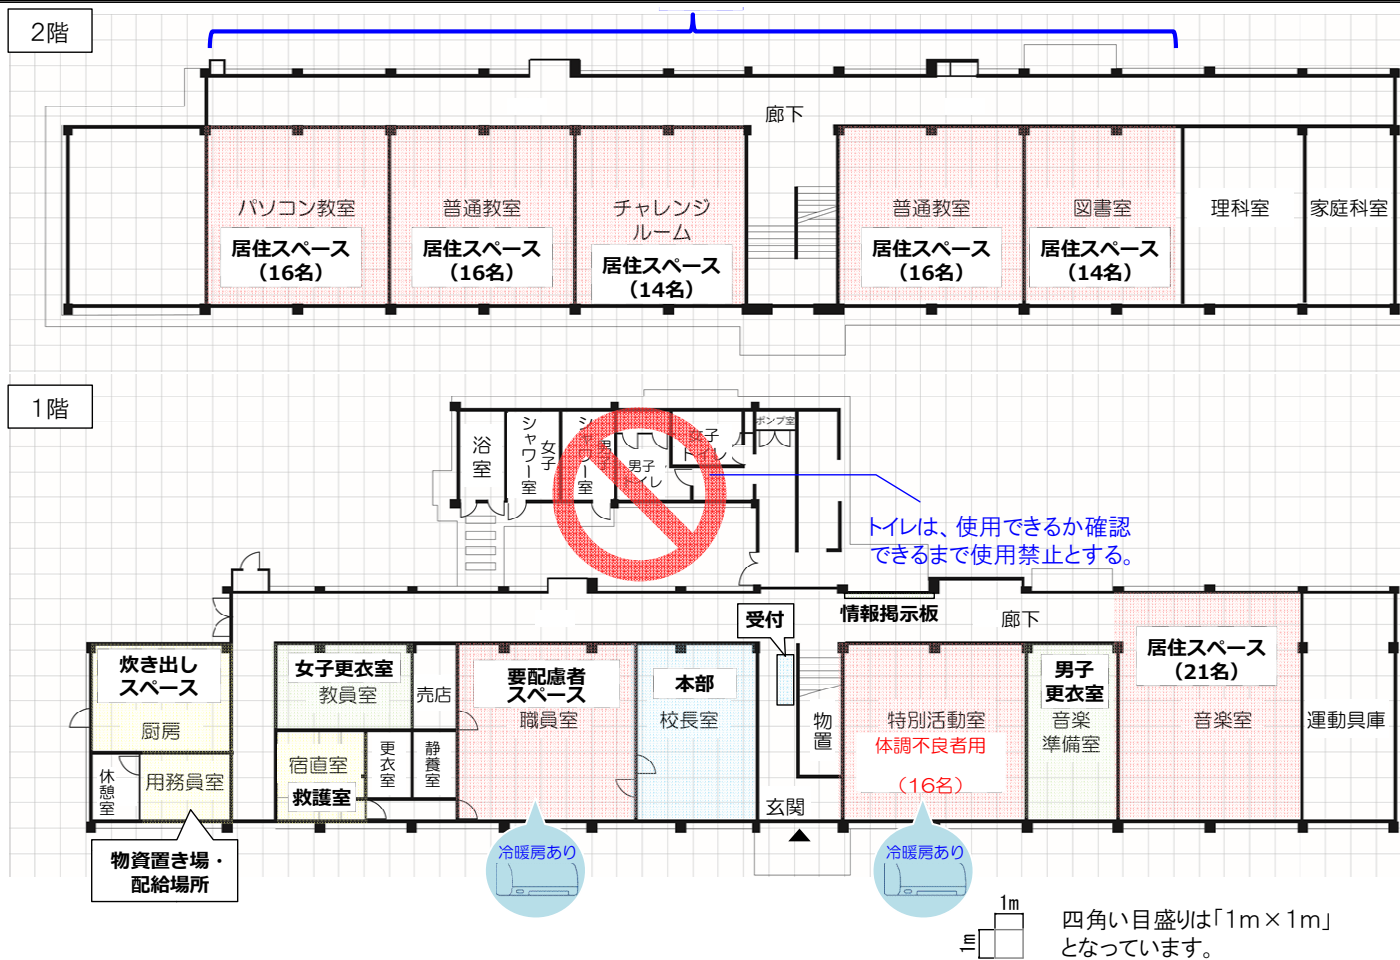 2階
廊下
パソコン教室
居住スペース
（16名）
普通教室
居住スペース
（16名）
チャレンジ
ルーム
居住スペース
（14名）
普通教室
居住スペース
（16名）
図書室
居住スペース
（14名）
理科室
家庭科室
1階
浴室
女子
シャワー室
男子
シャワー室
男子
トイレ
女子
トイレ
ポンプ室
トイレは、使用できるか確認
できるまで使用禁止とする。
受付
情報掲示板
廊下
炊き出し
スペース
厨房
休憩室
用務員室
物資置き場・
配給場所
女子更衣室
教員室
売店
宿直室
救護室
更衣室
静養室
要配慮者
スペース
職員室
冷暖房あり
本部
校長室
物置
玄関
特別活動室
体調不良者用
（16名）
冷暖房あり
男子
更衣室
音楽
準備室
居住スペース
（21名）
音楽室
運動具庫
1m
1m
四角い目盛りは「1m×1m」
となっています。